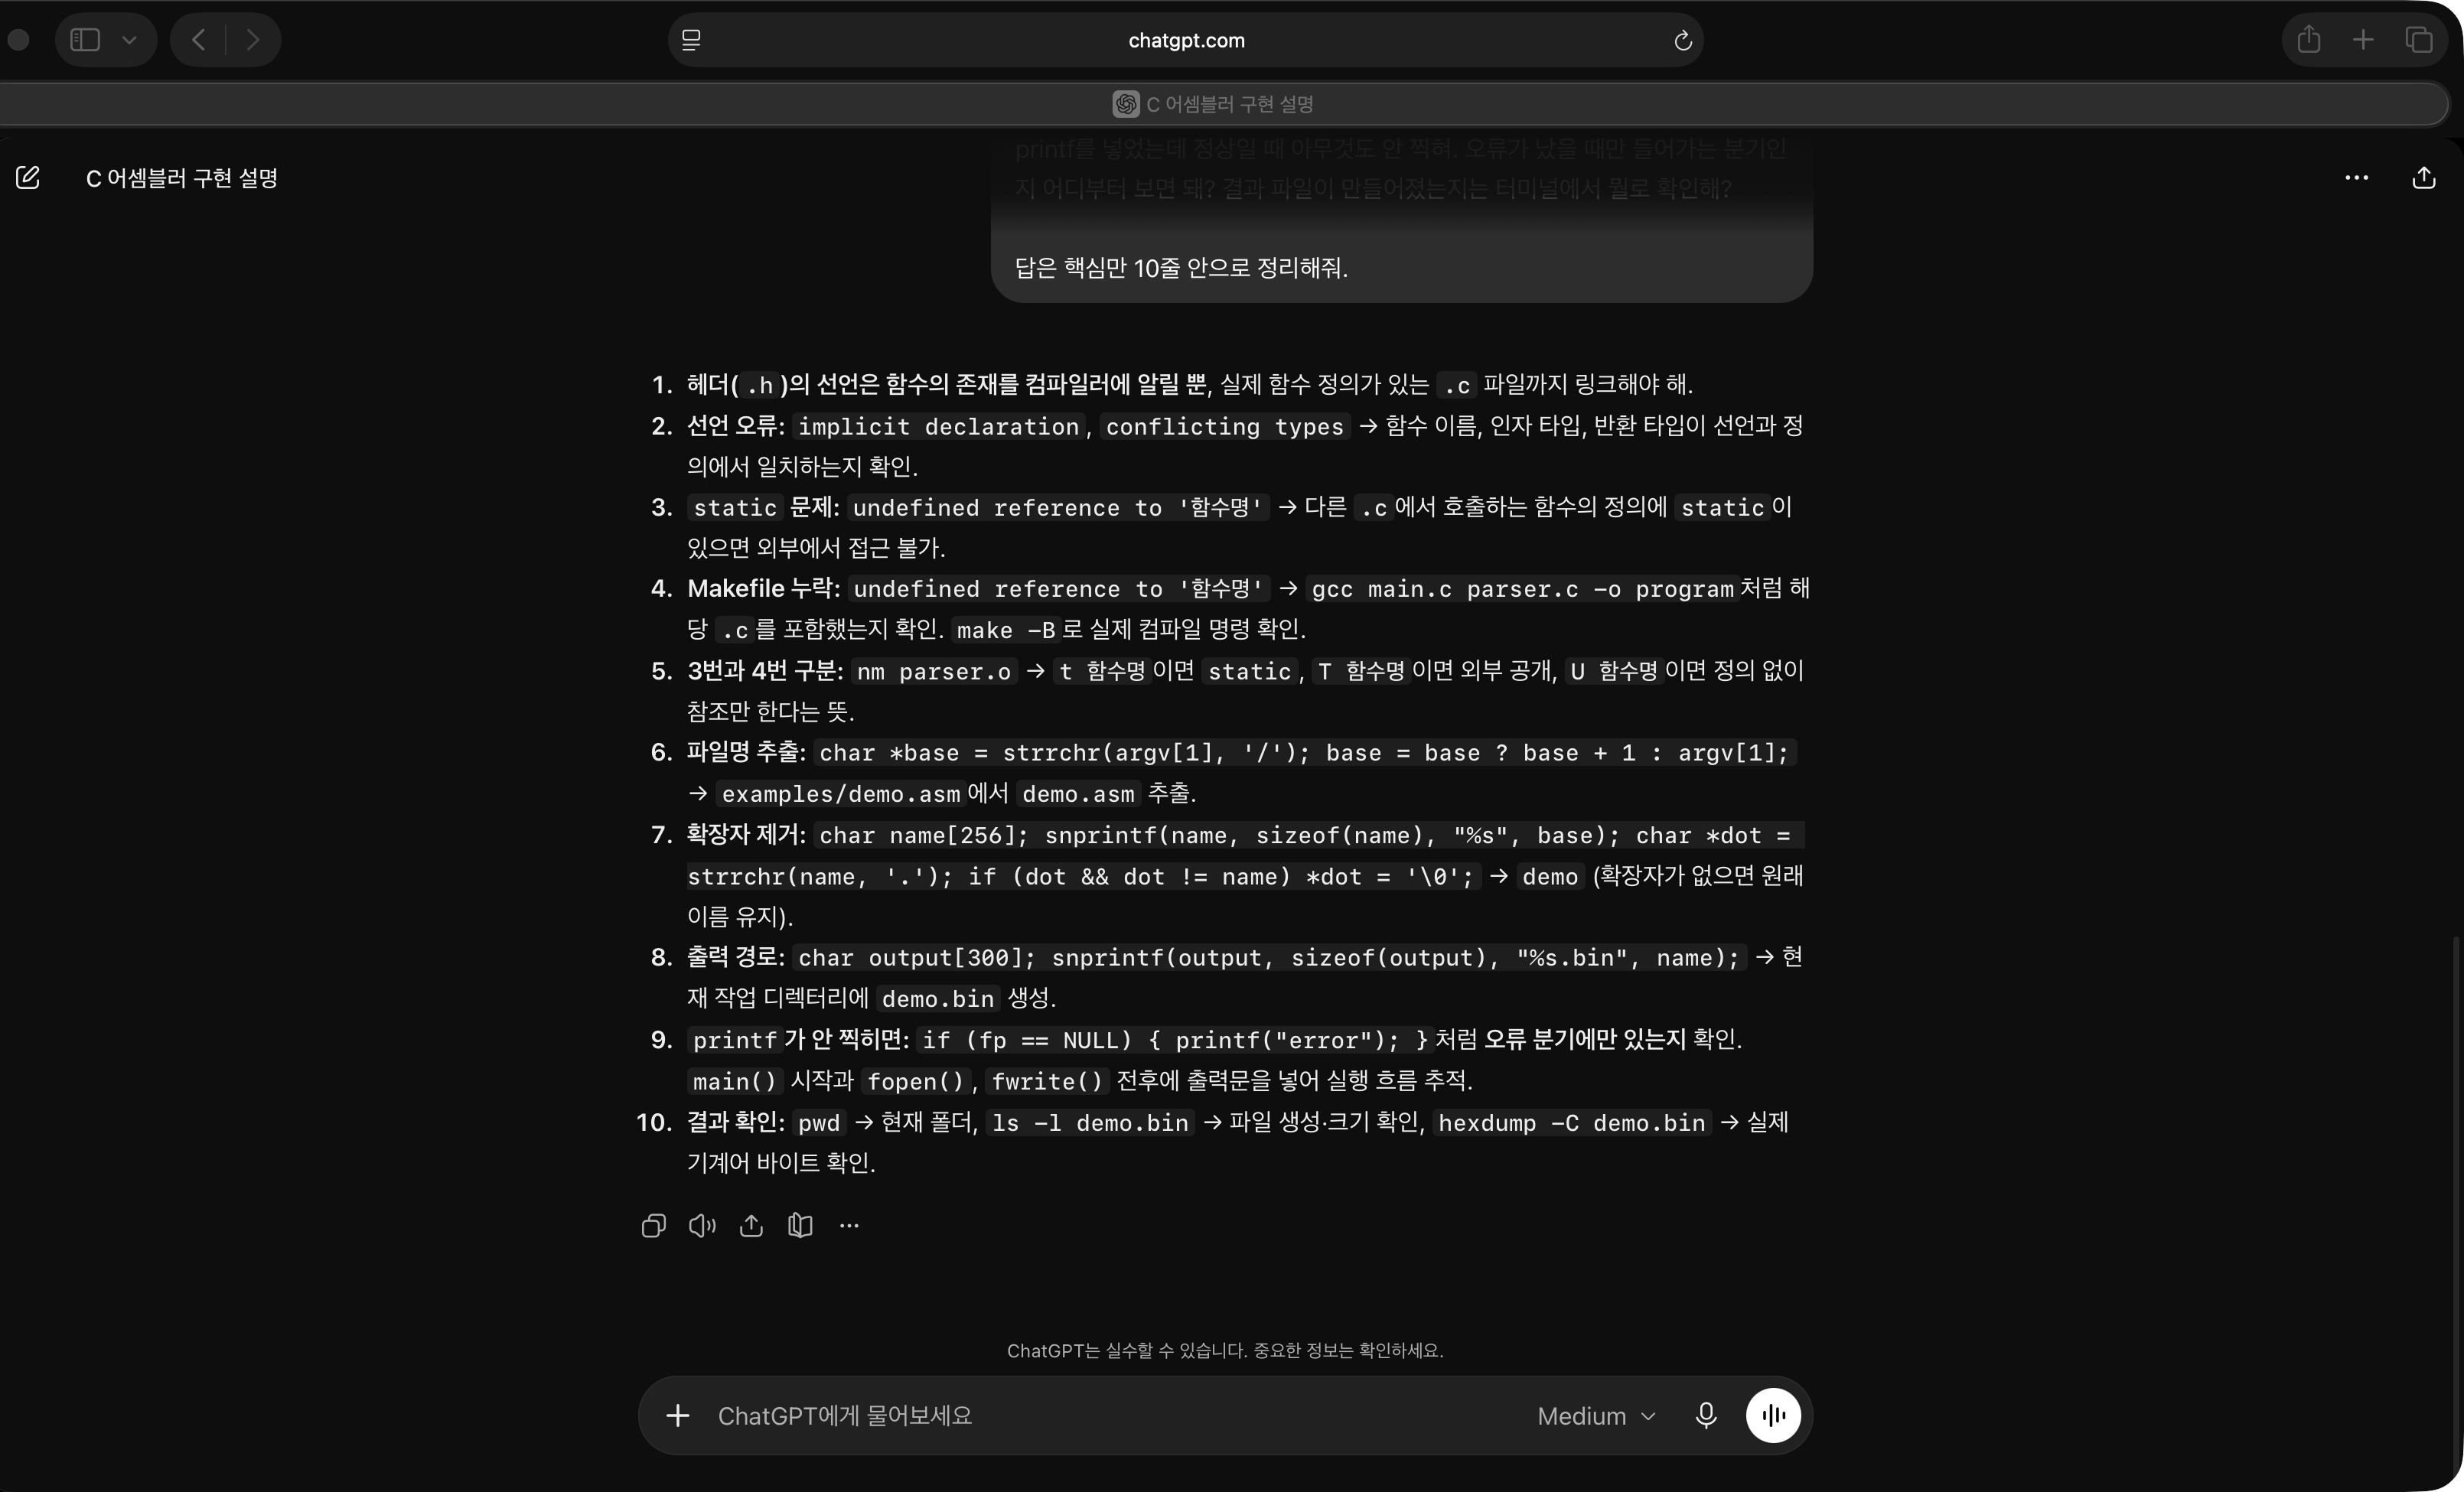 chatgpt.com
C 어셈블러 구현 설명
C 어셈블러 구현 설명
printf를 넣었는데 정상일 때 아무것도 안 찍혀. 오류가 났을 때만 들어가는 분기인
지 어디부터 보면 돼? 결과 파일이 만들어졌는지는 터미널에서 뭘로 확인해?
답은 핵심만 10줄 안으로 정리해줘.
1. 헤더(.h)의 선언은 함수의 존재를 컴파일러에 알릴 뿐, 실제 함수 정의가 있는 .c 파일까지 링크해야 해.
2. 선언 오류: implicit declaration, conflicting types → 함수 이름, 인자 타입, 반환 타입이 선언과 정
의에서 일치하는지 확인.
3. static 문제: undefined reference to '함수명' → 다른 .c에서 호출하는 함수의 정의에 static이
있으면 외부에서 접근 불가.
4. Makefile 누락: undefined reference to '함수명' → gcc main.c parser.c -o program처럼 해
당 .c를 포함했는지 확인. make -B로 실제 컴파일 명령 확인.
5. 3번과 4번 구분: nm parser.o → t 함수명이면 static, T 함수명이면 외부 공개, U 함수명이면 정의 없이
참조만 한다는 뜻.
6. 파일명 추출: char *base = strrchr(argv[1], '/'); base = base ? base + 1 : argv[1];
→ examples/demo.asm에서 demo.asm 추출.
7. 확장자 제거: char name[256]; snprintf(name, sizeof(name), "%s", base); char *dot =
strrchr(name, '.'); if (dot && dot != name) *dot = '\0'; → demo (확장자가 없으면 원래
이름 유지).
8. 출력 경로: char output[300]; snprintf(output, sizeof(output), "%s.bin", name); → 현
재 작업 디렉터리에 demo.bin 생성.
9. printf가 안 찍히면: if (fp == NULL) { printf("error"); }처럼 오류 분기에만 있는지 확인.
main() 시작과 fopen(), fwrite() 전후에 출력문을 넣어 실행 흐름 추적.
10. 결과 확인: pwd → 현재 폴더, ls -l demo.bin → 파일 생성·크기 확인, hexdump -C demo.bin → 실제
기계어 바이트 확인.
ChatGPT는 실수할 수 있습니다. 중요한 정보는 확인하세요.
ChatGPT에게 물어보세요
Medium